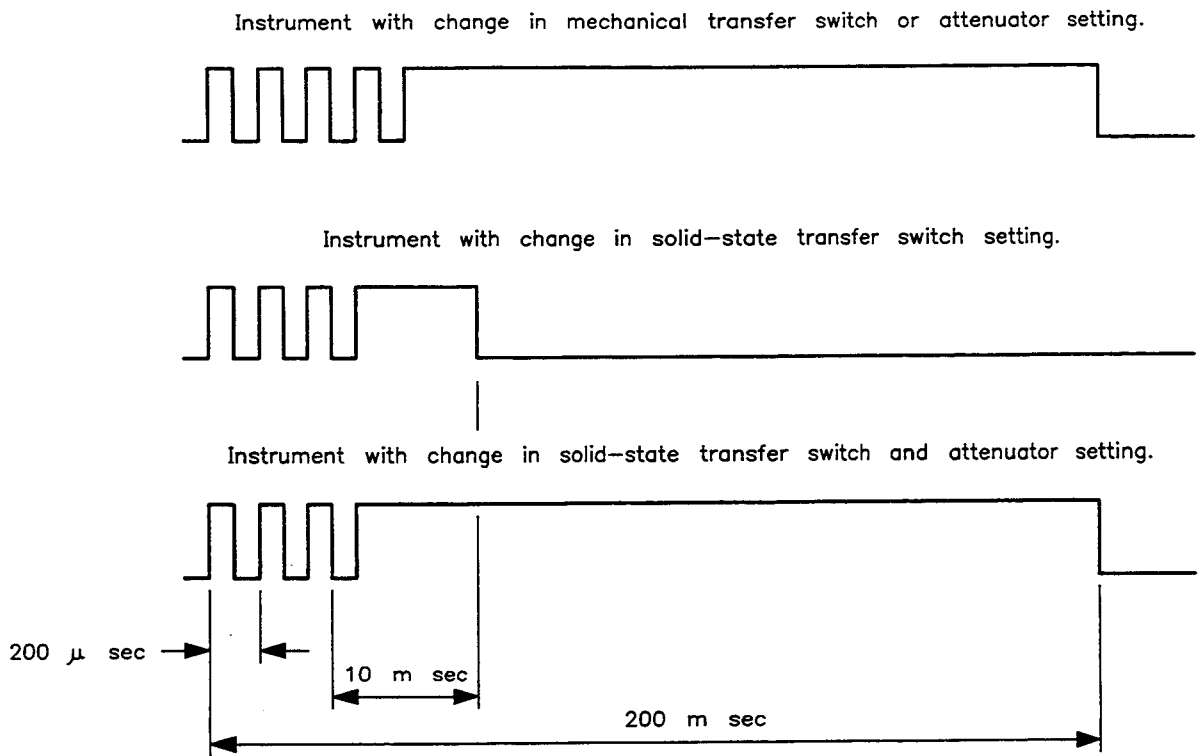 Instrument with change in mechanical transfer switch or attenuator setting.
Instrument with change in solid-state transfer switch setting.
Instrument with change in solid-state transfer switch and attenuator setting.
200 μ sec
10 m sec
200 m sec